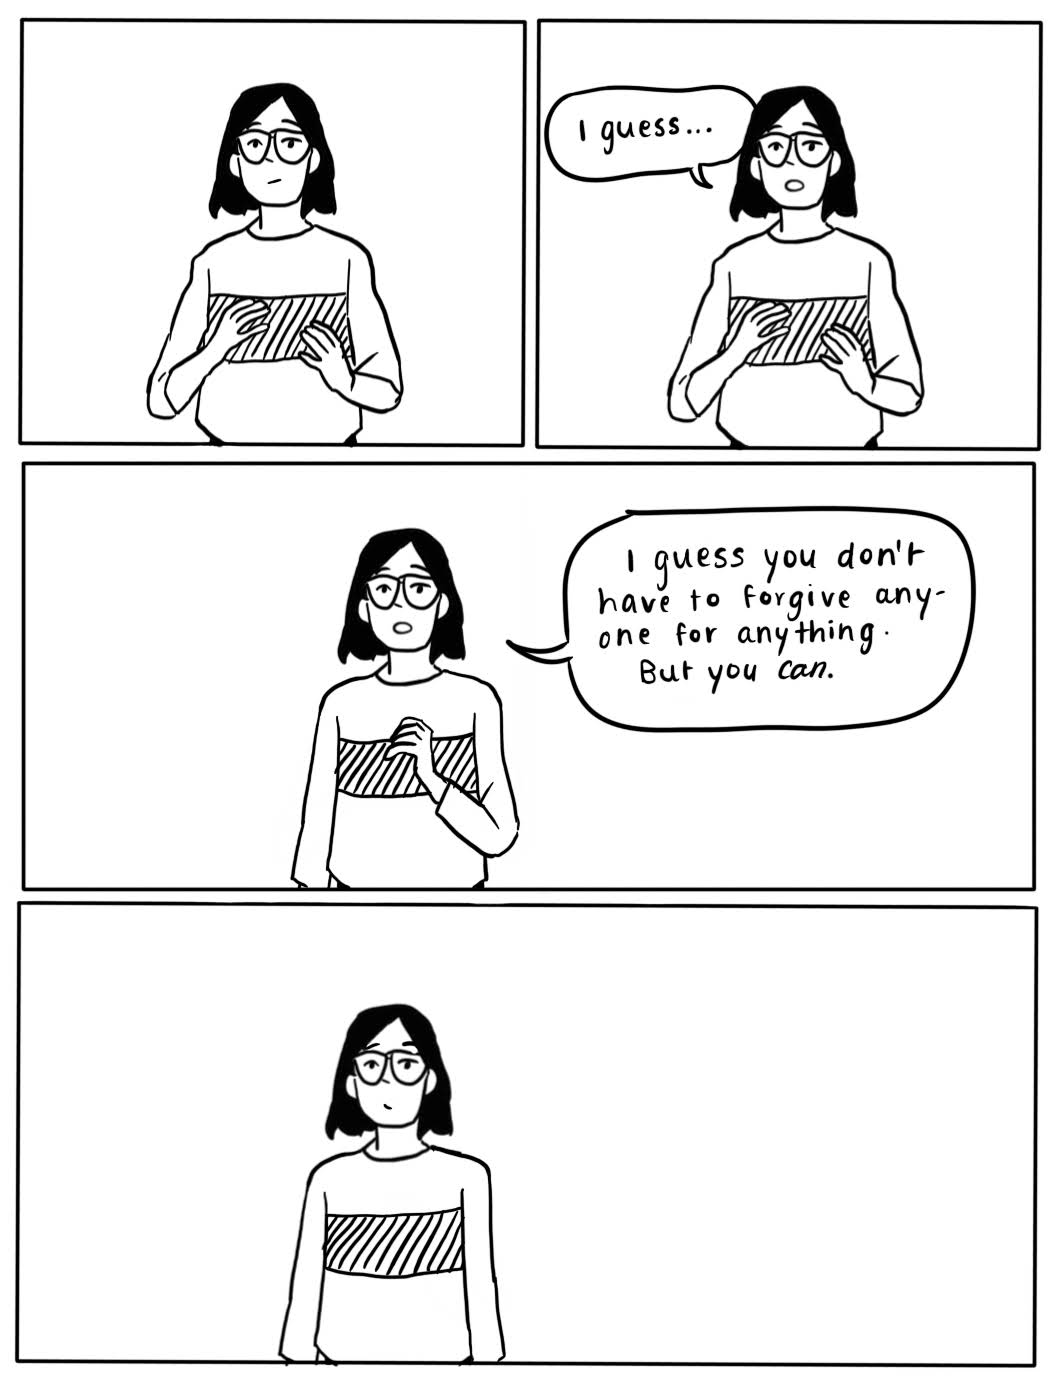 I guess...
I guess you don't
have to forgive any-
one for anything.
But you can.